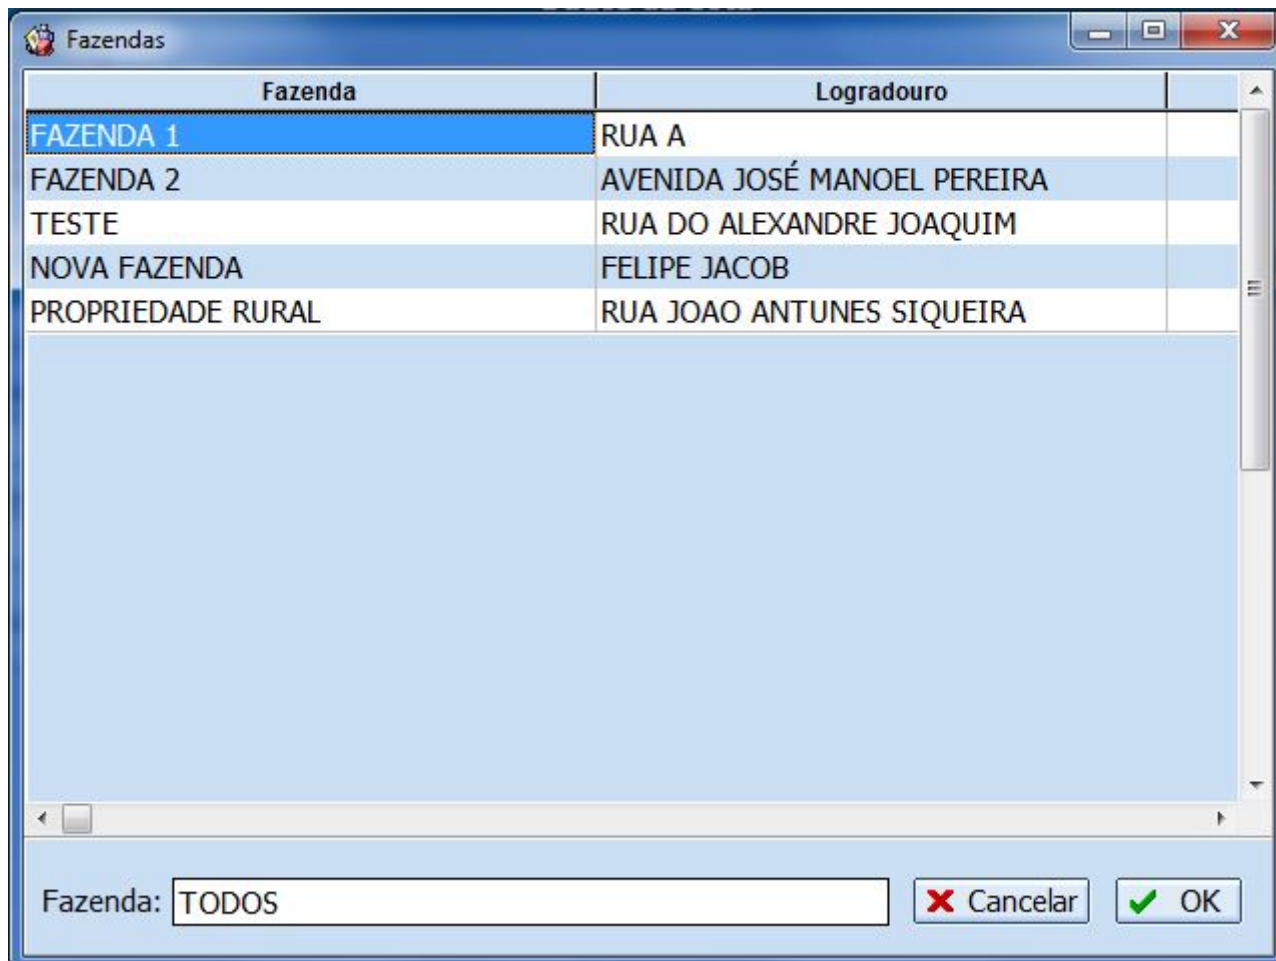 Fazendas
Fazenda Logradouro
FAZENDA 1 RUA A
FAZENDA 2 AVENIDA JOSÉ MANOEL PEREIRA
TESTE RUA DO ALEXANDRE JOAQUIM
NOVA FAZENDA FELIPE JACOB
PROPRIEDADE RURAL RUA JOAO ANTUNES SIQUEIRA
Fazenda: TODOS Cancelar OK